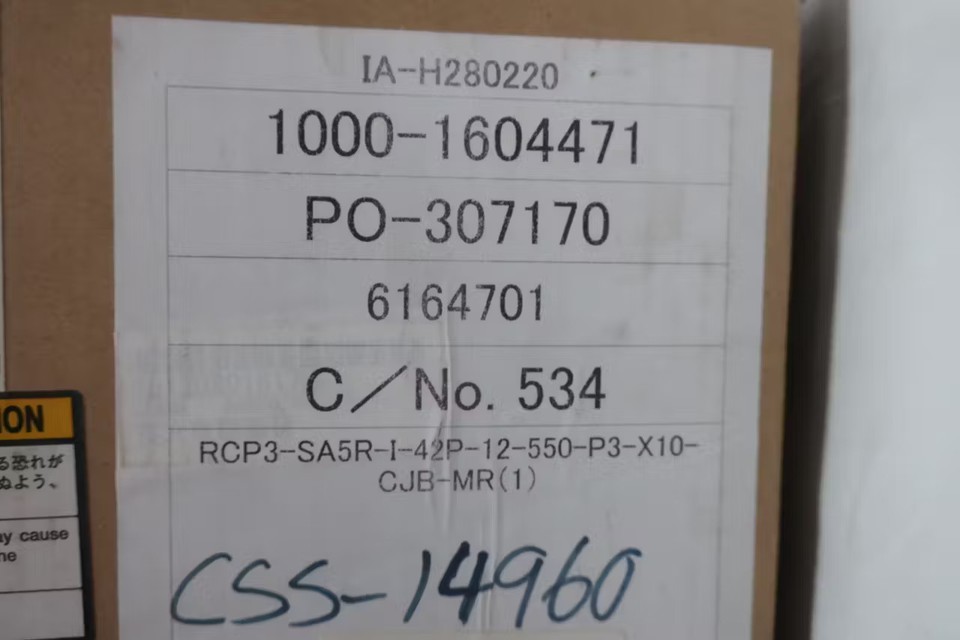 IA-H280220
1000-1604471
PO-307170
6164701
C／No. 534
RCP3-SA5R-I-42P-12-550-P3-X10-
CJB-MR(1)
CSS-14960
ION
る恐れが
ぬよう、
ay cause
he